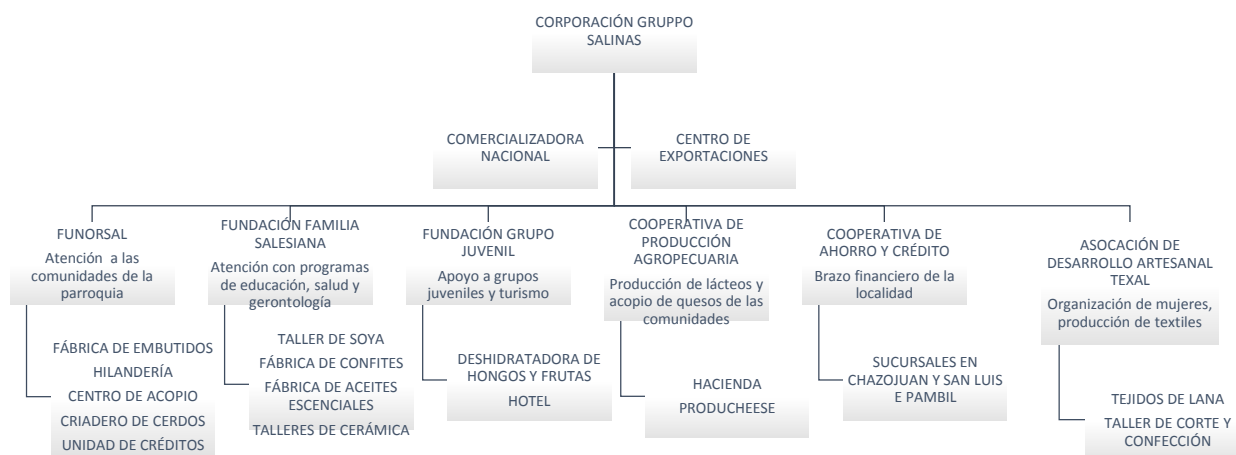 CORPORACIÓN GRUPPO
SALINAS
COMERCIALIZADORA
NACIONAL
CENTRO DE
EXPORTACIONES
FUNORSAL
Atención a las
comunidades de la
parroquia
FÁBRICA DE EMBUTIDOS
HILANDERÍA
CENTRO DE ACOPIO
CRIADERO DE CERDOS
UNIDAD DE CRÉDITOS
FUNDACIÓN FAMILIA
SALESIANA
Atención con programas
de educación, salud y
gerontología
TALLER DE SOYA
FÁBRICA DE CONFITES
FÁBRICA DE ACEITES
ESCENCIALES
TALLERES DE CERÁMICA
FUNDACIÓN GRUPO
JUVENIL
Apoyo a grupos
juveniles y turismo
DESHIDRATADORA DE
HONGOS Y FRUTAS
HOTEL
COOPERATIVA DE
PRODUCCIÓN
AGROPECUARIA
Producción de lácteos y
acopio de quesos de las
comunidades
HACIENDA
PRODUCHEESE
COOPERATIVA DE
AHORRO Y CRÉDITO
Brazo financiero de la
localidad
SUCURSALES EN
CHAZOJUAN Y SAN LUIS
E PAMBIL
ASOCACIÓN DE
DESARROLLO ARTESANAL
TEXAL
Organización de mujeres,
producción de textiles
TEJIDOS DE LANA
TALLER DE CORTE Y
CONFECCIÓN